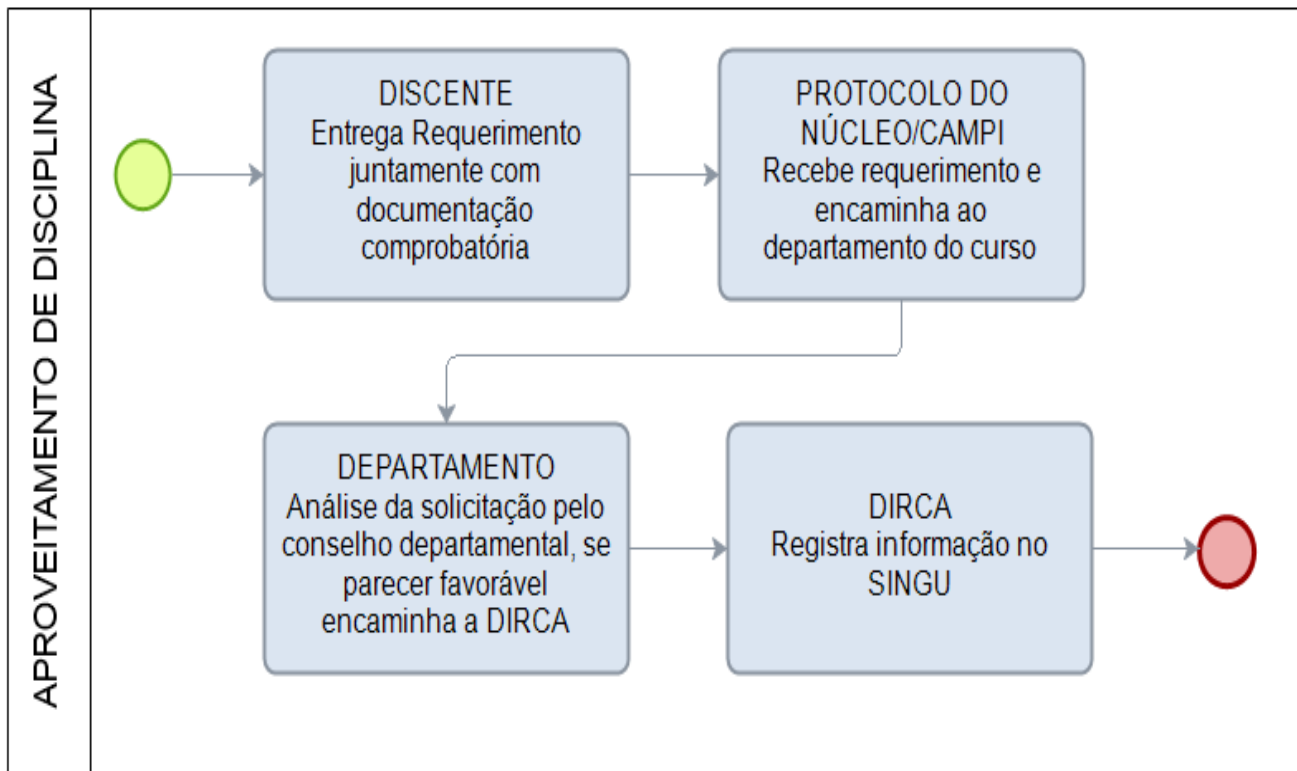 APROVEITAMENTO DE DISCIPLINA
DISCENTE
Entrega Requerimento
juntamente com
documentação
comprobatória
PROTOCOLO DO
NÚCLEO/CAMPI
Recebe requerimento e
encaminha ao
departamento do curso
DEPARTAMENTO
Análise da solicitação pelo
conselho departamental, se
parecer favorável
encaminha a DIRCA
DIRCA
Registra informação no
SINGU